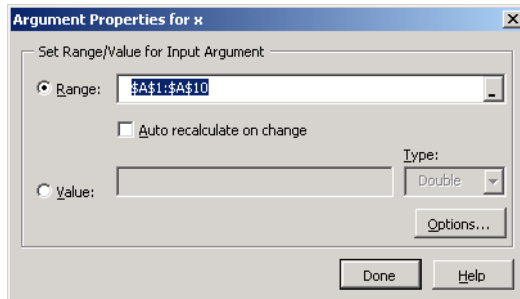 Argument Properties for x
Set Range/Value for Input Argument
Range: $A$1:$A$10
Auto recalculate on change
Type:
Value: Double
Options...
Done Help